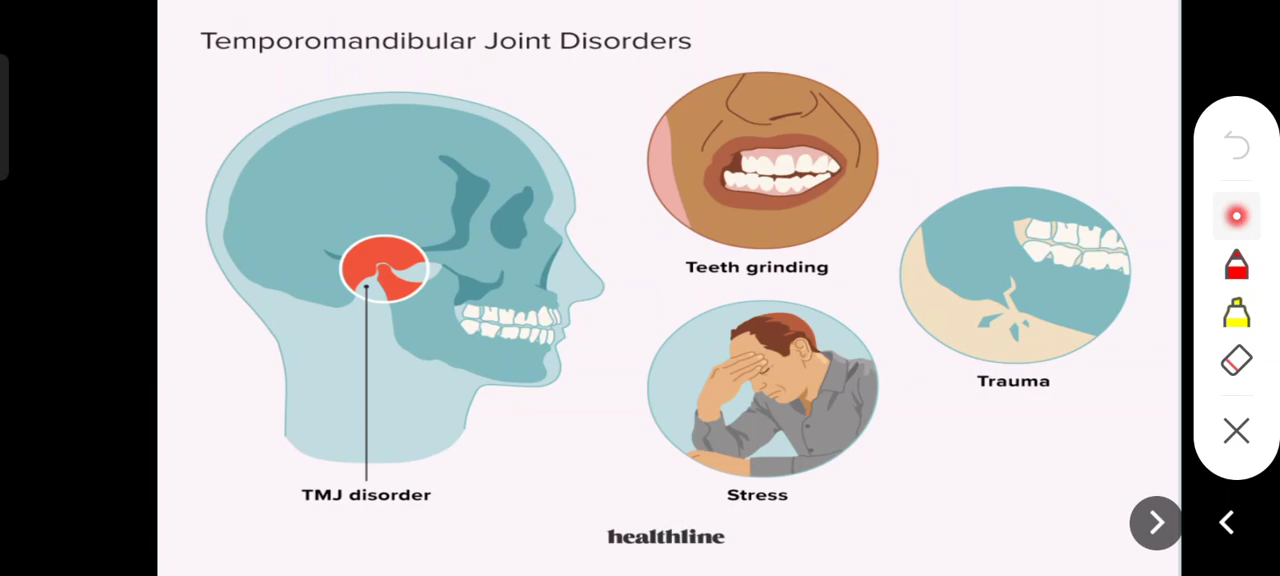 Temporomandibular Joint Disorders
Teeth grinding
Trauma
TMJ disorder
Stress
healthline